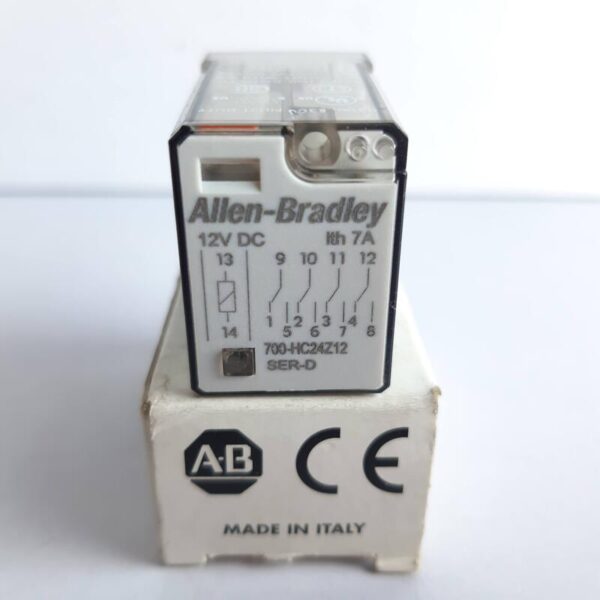 Allen-Bradley
12V DC Ith 7A
13 9 10 11 12
14 1 5 2 6 3 7 4 8
700-HC24Z12
SER-D
A-B CE
MADE IN ITALY